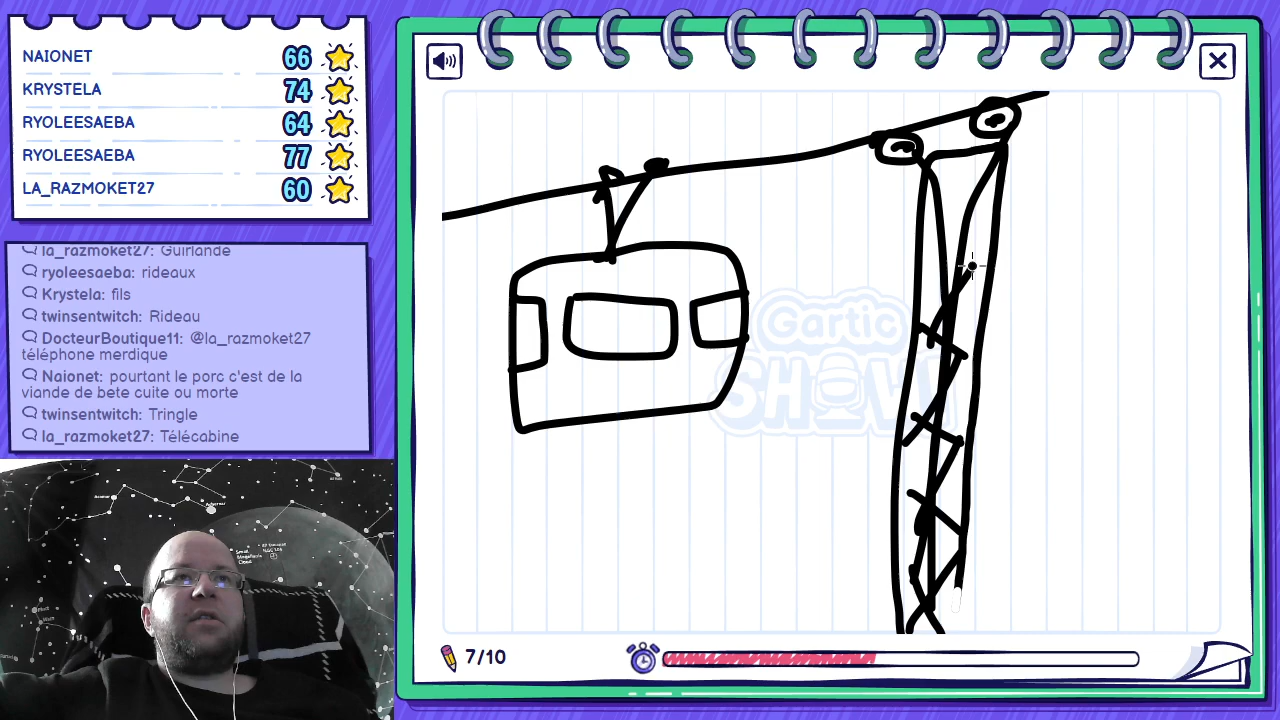 NAIONET 66
KRYSTELA 74
RYOLEESAEBA 64
RYOLEESAEBA 77
LA_RAZMOKET27 60
la_razmoket27: Guirlande
ryoleesaeba: rideaux
Krystela: fils
twinsentwitch: Rideau
DocteurBoutique11: @la_razmoket27
téléphone merdique
Naionet: pourtant le porc c'est de la
viande de bete cuite ou morte
twinsentwitch: Tringle
la_razmoket27: Télécabine
Gartic
SHOW
7/10